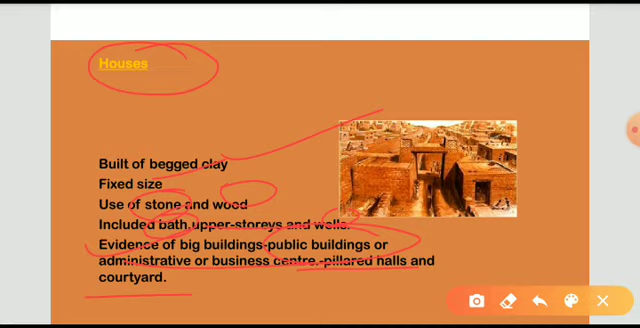 Houses
Built of begged clay
Fixed size
Use of stone and wood
Included bath,upper-storeys and wells.
Evidence of big buildings-public buildings or
administrative or business centre.-pillared halls and
courtyard.